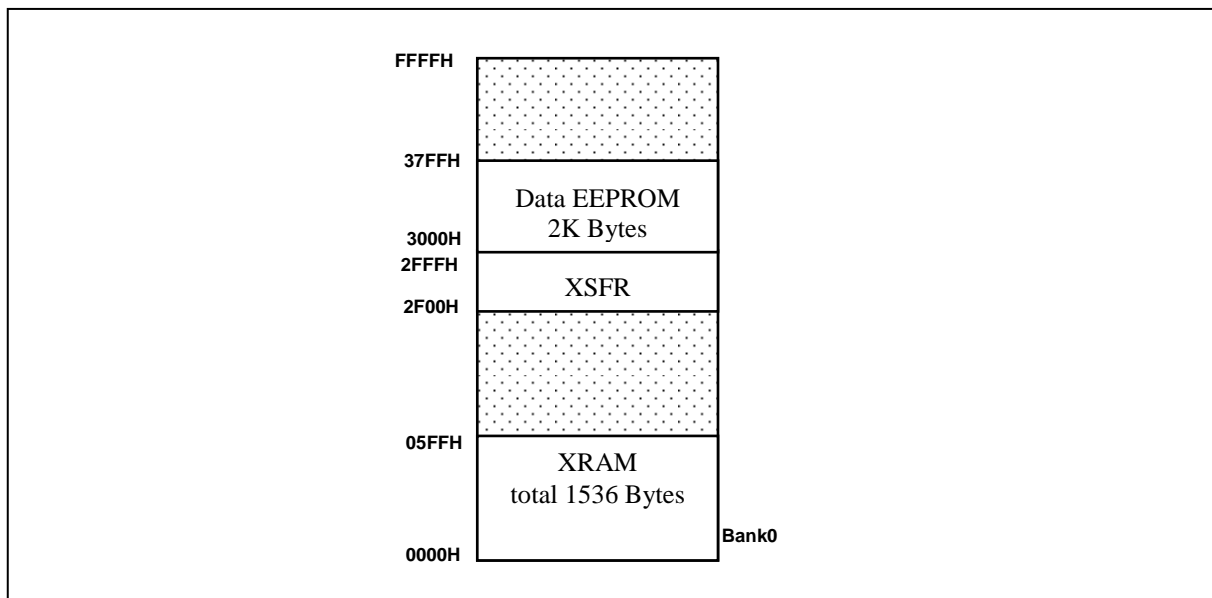 FFFFH
37FFH
Data EEPROM
2K Bytes
3000H
2FFFH
XSFR
2F00H
05FFH
XRAM
total 1536 Bytes
Bank0
0000H